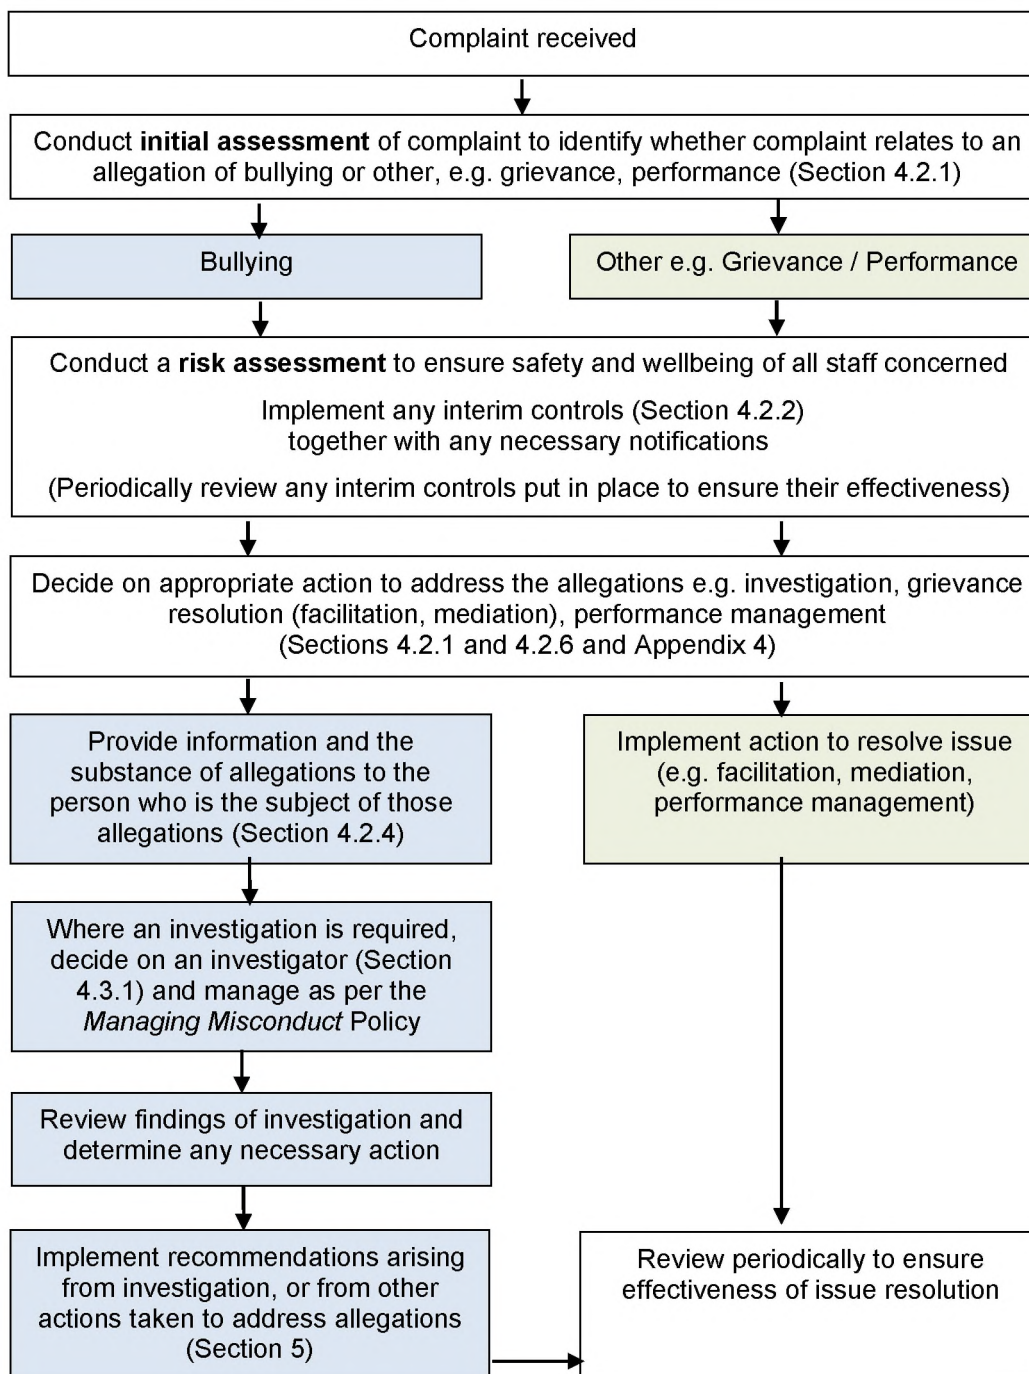 Complaint received
Conduct initial assessment of complaint to identify whether complaint relates to an
allegation of bullying or other, e.g. grievance, performance (Section 4.2.1)
Bullying
Other e.g. Grievance / Performance
Conduct a risk assessment to ensure safety and wellbeing of all staff concerned
Implement any interim controls (Section 4.2.2)
together with any necessary notifications
(Periodically review any interim controls put in place to ensure their effectiveness)
Decide on appropriate action to address the allegations e.g. investigation, grievance
resolution (facilitation, mediation), performance management
(Sections 4.2.1 and 4.2.6 and Appendix 4)
Provide information and the
substance of allegations to the
person who is the subject of those
allegations (Section 4.2.4)
Implement action to resolve issue
(e.g. facilitation, mediation,
performance management)
Where an investigation is required,
decide on an investigator (Section
4.3.1) and manage as per the
Managing Misconduct Policy
Review findings of investigation and
determine any necessary action
Implement recommendations arising
from investigation, or from other
actions taken to address allegations
(Section 5)
Review periodically to ensure
effectiveness of issue resolution